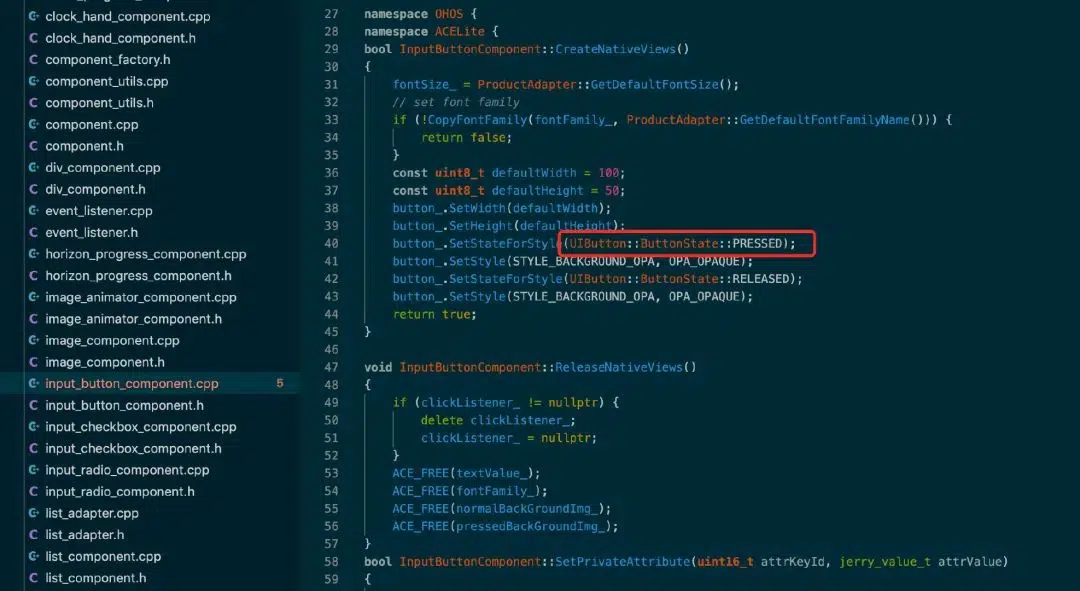 clock_hand_component.cpp
clock_hand_component.h
component_factory.h
component_utils.cpp
component_utils.h
component.cpp
component.h
div_component.cpp
div_component.h
event_listener.cpp
event_listener.h
horizon_progress_component.cpp
horizon_progress_component.h
image_animator_component.cpp
image_animator_component.h
image_component.cpp
image_component.h
input_button_component.cpp 5
input_button_component.h
input_checkbox_component.cpp
input_checkbox_component.h
input_radio_component.cpp
input_radio_component.h
list_adapter.cpp
list_adapter.h
list_component.cpp
list_component.h
27 namespace OHOS {
28 namespace ACELite {
29 bool InputButtonComponent::CreateNativeViews()
30 {
31 fontSize_ = ProductAdapter::GetDefaultFontSize();
32 // set font family
33 if (!CopyFontFamily(fontFamily_, ProductAdapter::GetDefaultFontFamilyName())) {
34 return false;
35 }
36 const uint8_t defaultWidth = 100;
37 const uint8_t defaultHeight = 50;
38 button_.SetWidth(defaultWidth);
39 button_.SetHeight(defaultHeight);
40 button_.SetStateForStyle(UIButton::ButtonState::PRESSED);
41 button_.SetStyle(STYLE_BACKGROUND_OPA, OPA_OPAQUE);
42 button_.SetStateForStyle(UIButton::ButtonState::RELEASED);
43 button_.SetStyle(STYLE_BACKGROUND_OPA, OPA_OPAQUE);
44 return true;
45 }
46
47 void InputButtonComponent::ReleaseNativeViews()
48 {
49 if (clickListener_ != nullptr) {
50 delete clickListener_;
51 clickListener_ = nullptr;
52 }
53 ACE_FREE(textValue_);
54 ACE_FREE(fontFamily_);
55 ACE_FREE(normalBackGroundImg_);
56 ACE_FREE(pressedBackGroundImg_);
57 }
58 bool InputButtonComponent::SetPrivateAttribute(uint16_t attrKeyId, jerry_value_t attrValue)
59 {